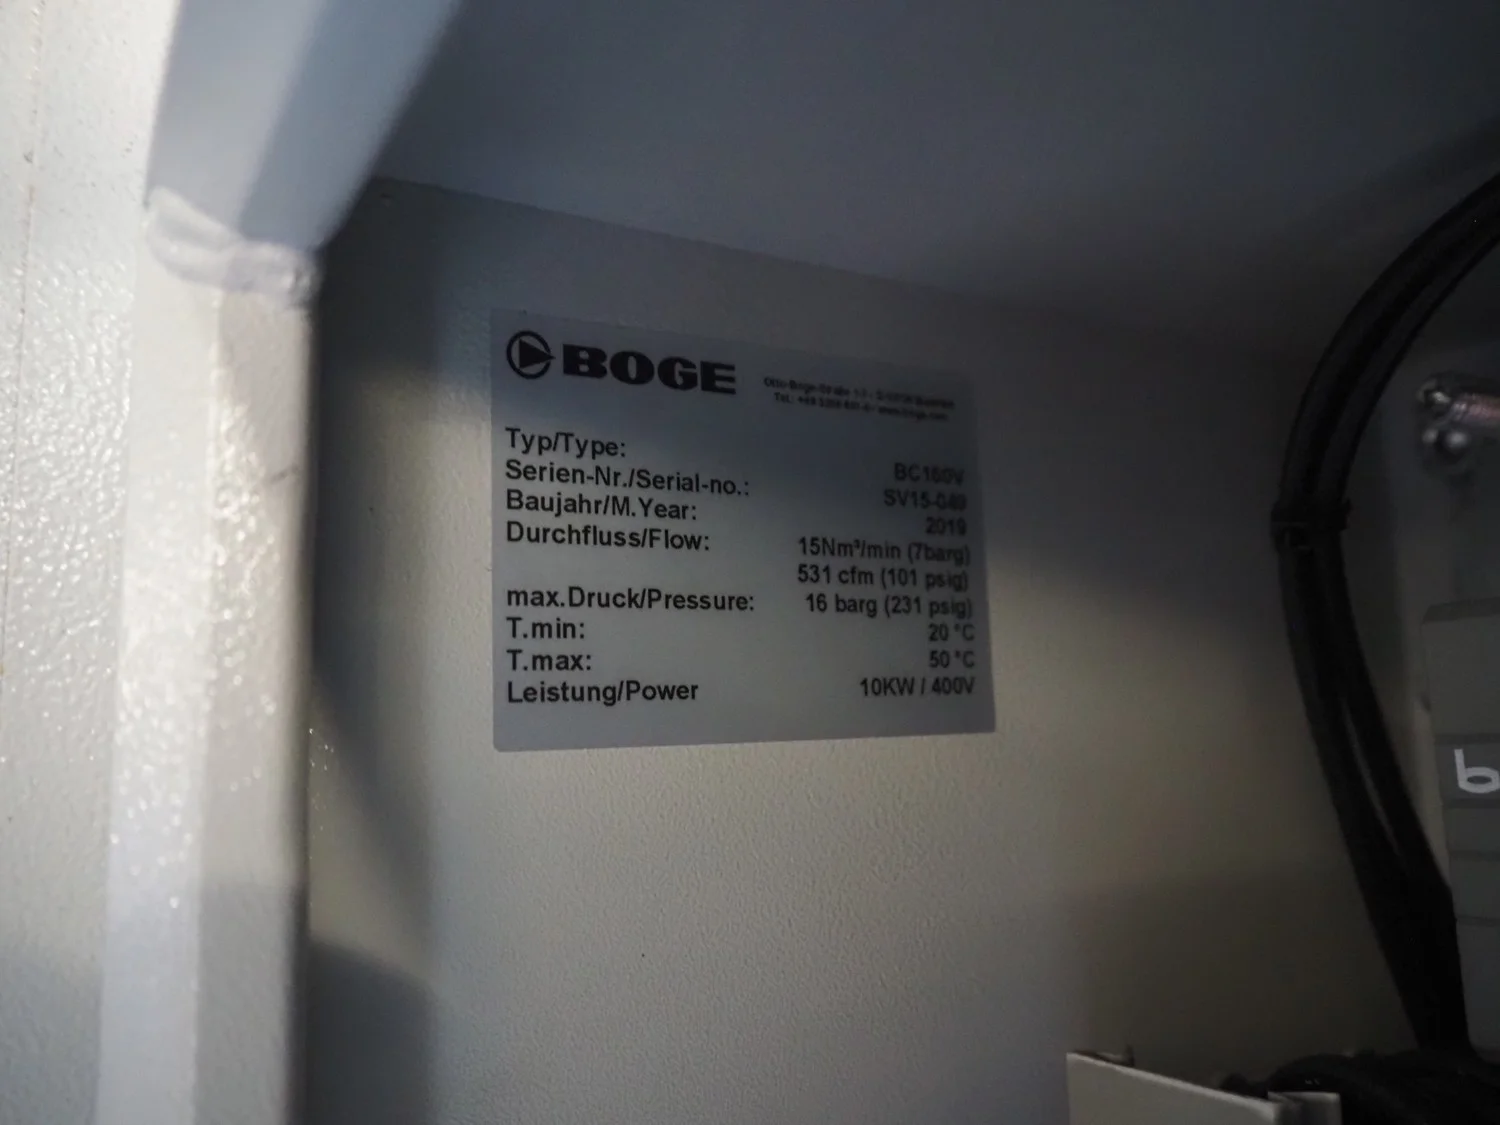 BOGE
Typ/Type:
Serien-Nr./Serial-no.:
SV15-049
Baujahr/M.Year: 2019
Durchfluss/Flow: 15Nm³/min (7barg)
531 cfm (101 psig)
max.Druck/Pressure: 16 barg (231 psig)
T.min: 20 °C
T.max: 50 °C
Leistung/Power 10KW / 400V
b